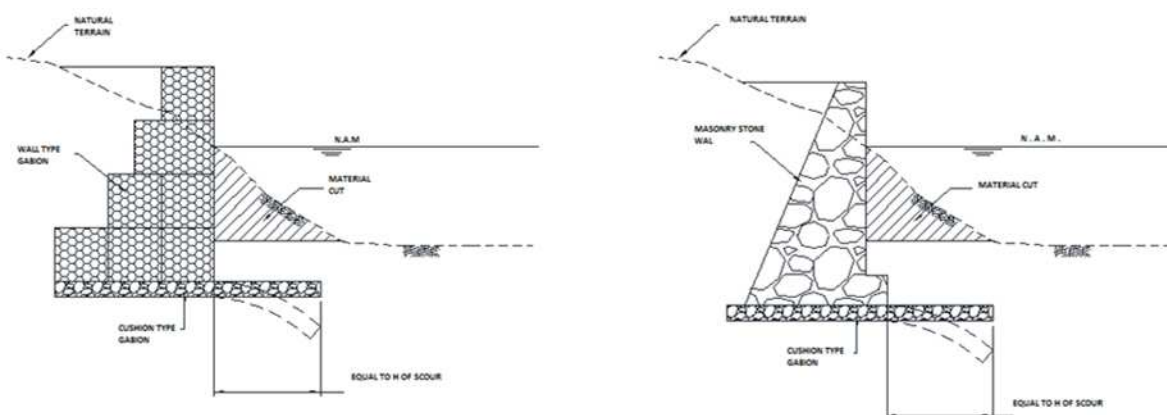 NATURAL
TERRAIN
WALL TYPE
GABION
N.A.M
MATERIAL
CUT
CUSHION TYPE
GABION
EQUAL TO H OF SCOUR
NATURAL
TERRAIN
MASONRY STONE
WAL
N . A . M .
MATERIAL CUT
CUSHION TYPE
GABION
EQUAL TO H OF SCOUR